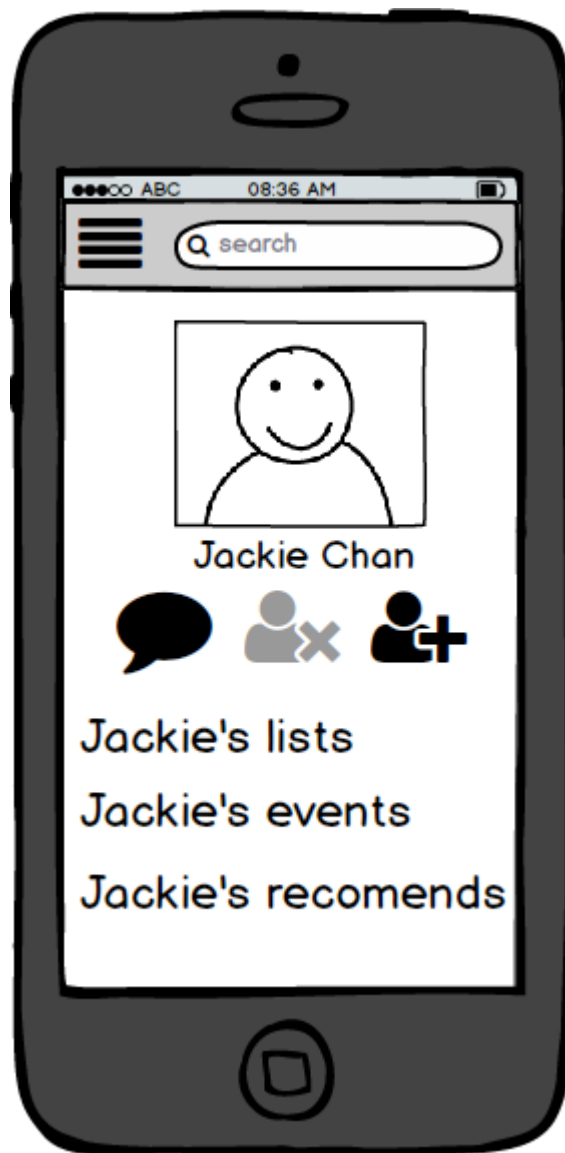 ABC 08:36 AM
search
Jackie Chan
Jackie's lists
Jackie's events
Jackie's recomends